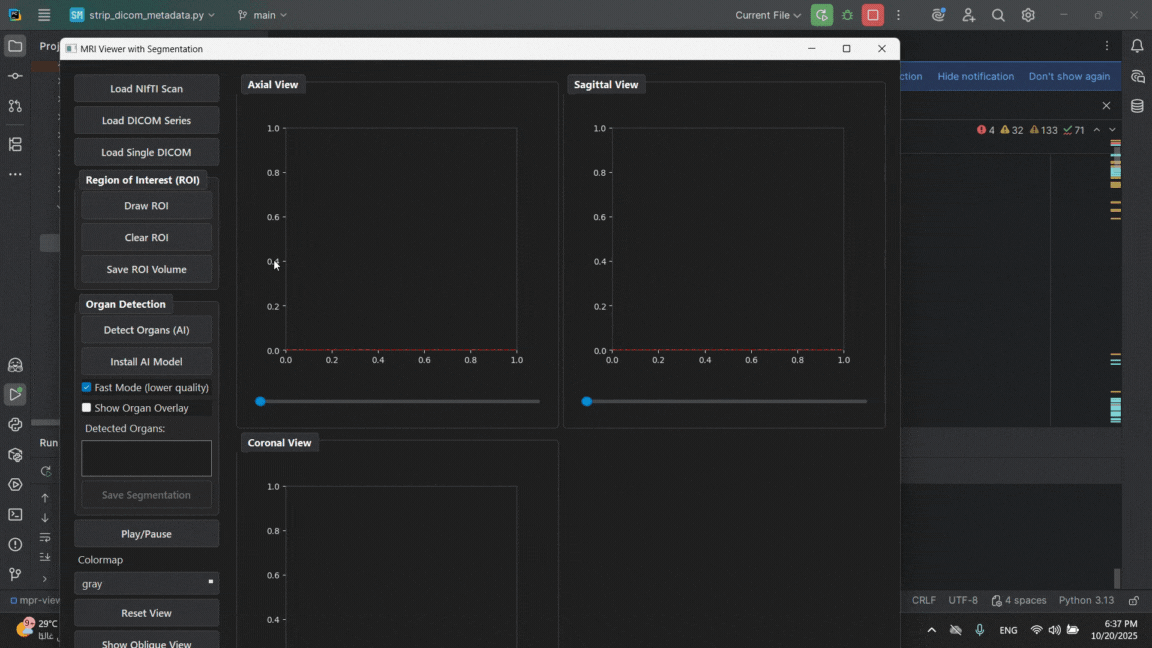 SM strip_dicom_metadata.py
main
Current File
Proj
MRI Viewer with Segmentation
ction Hide notification Don't show again
4 32 133 71
Load NIfTI Scan
Load DICOM Series
Load Single DICOM
Region of Interest (ROI)
Draw ROI
Clear ROI
Save ROI Volume
Organ Detection
Detect Organs (AI)
Install AI Model
Fast Mode (lower quality)
Show Organ Overlay
Detected Organs:
Save Segmentation
Play/Pause
Colormap
gray
Reset View
Show Oblique View
Axial View
1.0
0.8
0.6
0.4
0.2
0.0
0.0 0.2 0.4 0.6 0.8 1.0
Sagittal View
1.0
0.8
0.6
0.4
0.2
0.0
0.0 0.2 0.4 0.6 0.8 1.0
Coronal View
1.0
0.8
0.6
0.4
Run
mpr-view
CRLF UTF-8 4 spaces Python 3.13
9+
29°C
ENG
6:37 PM
10/20/2025